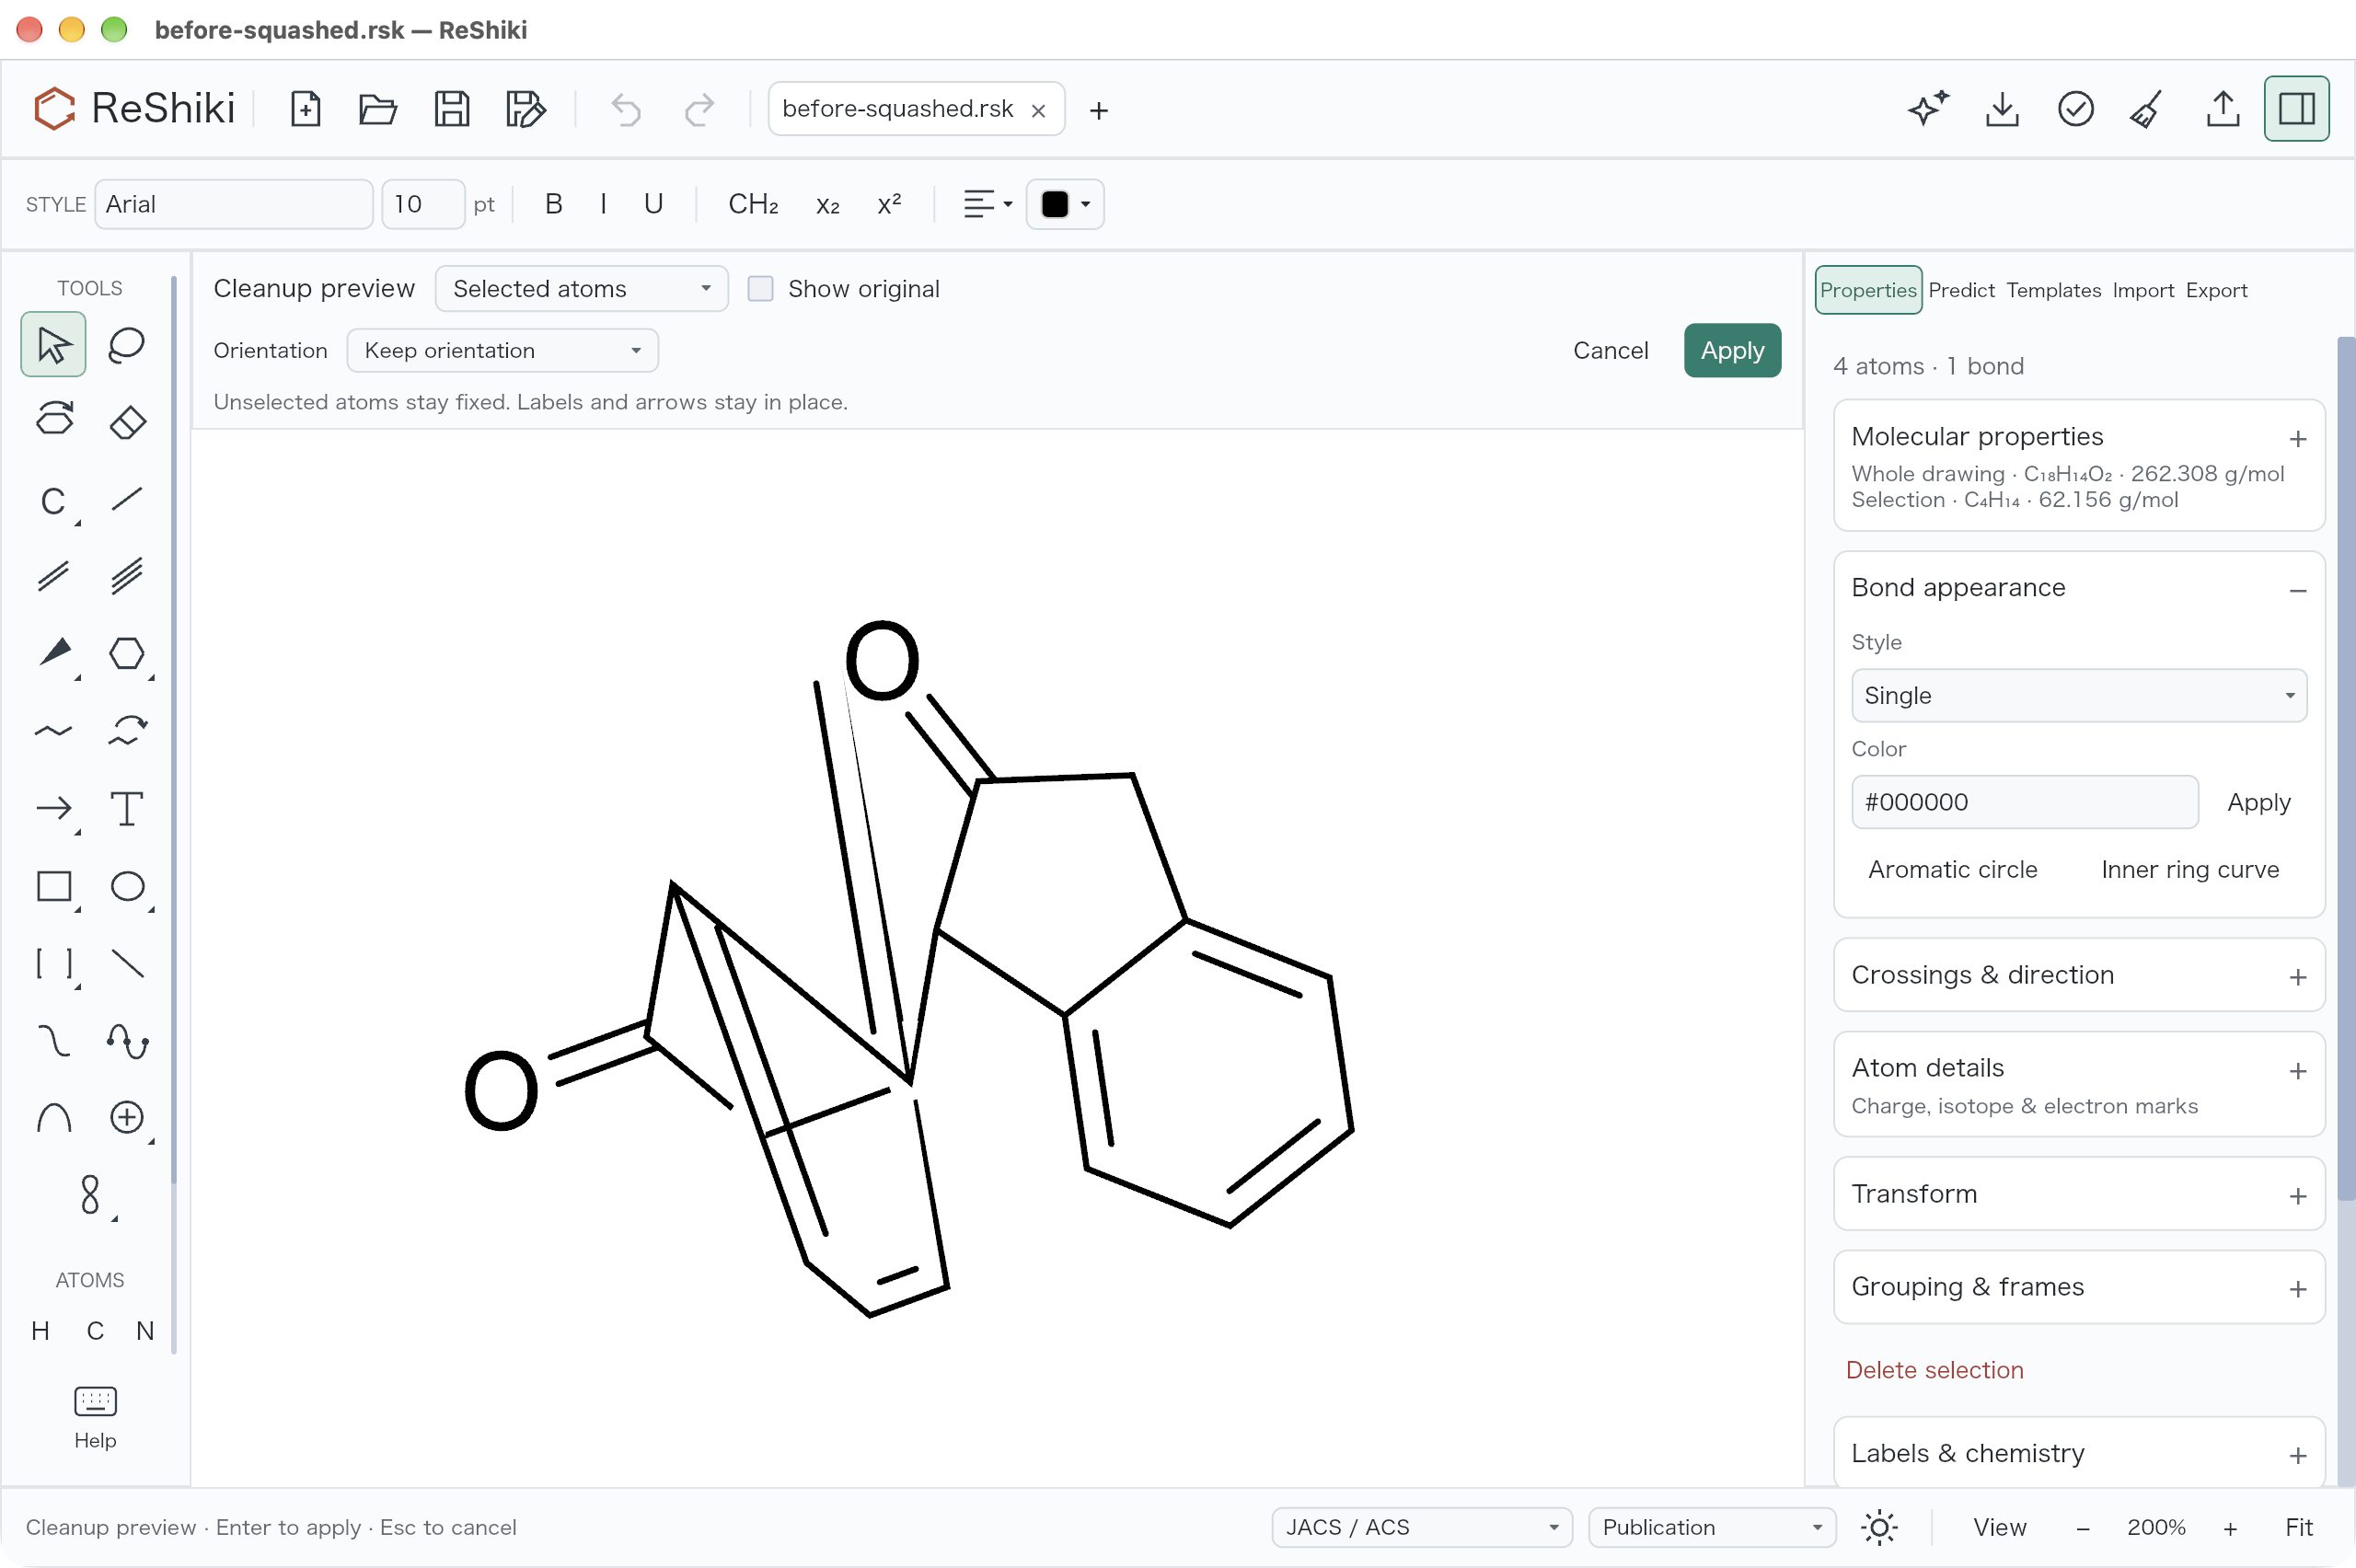 before-squashed.rsk — ReShiki
ReShiki
before-squashed.rsk × +
STYLE Arial 10 pt B I U CH₂ x₂ x²
TOOLS
C
T
[ ]
ATOMS
H C N
Help
Cleanup preview Selected atoms Show original
Orientation Keep orientation Cancel Apply
Unselected atoms stay fixed. Labels and arrows stay in place.
O
O
Properties Predict Templates Import Export
4 atoms · 1 bond
Molecular properties +
Whole drawing · C₁₈H₁₄O₂ · 262.308 g/mol
Selection · C₄H₁₄ · 62.156 g/mol
Bond appearance −
Style
Single
Color
#000000 Apply
Aromatic circle Inner ring curve
Crossings & direction +
Atom details +
Charge, isotope & electron marks
Transform +
Grouping & frames +
Delete selection
Labels & chemistry +
Cleanup preview · Enter to apply · Esc to cancel JACS / ACS Publication View − 200% + Fit